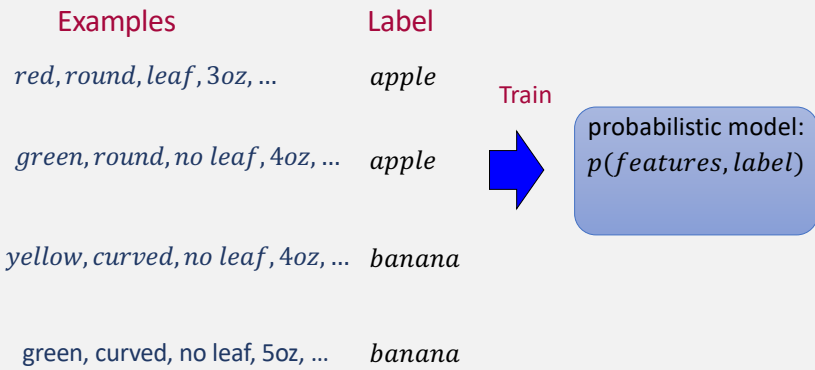 Examples Label
red, round, leaf, 3oz, … apple
Train
probabilistic model:
green, round, no leaf, 4oz, … apple
p(features, label)
yellow, curved, no leaf, 4oz, … banana
green, curved, no leaf, 5oz, … banana